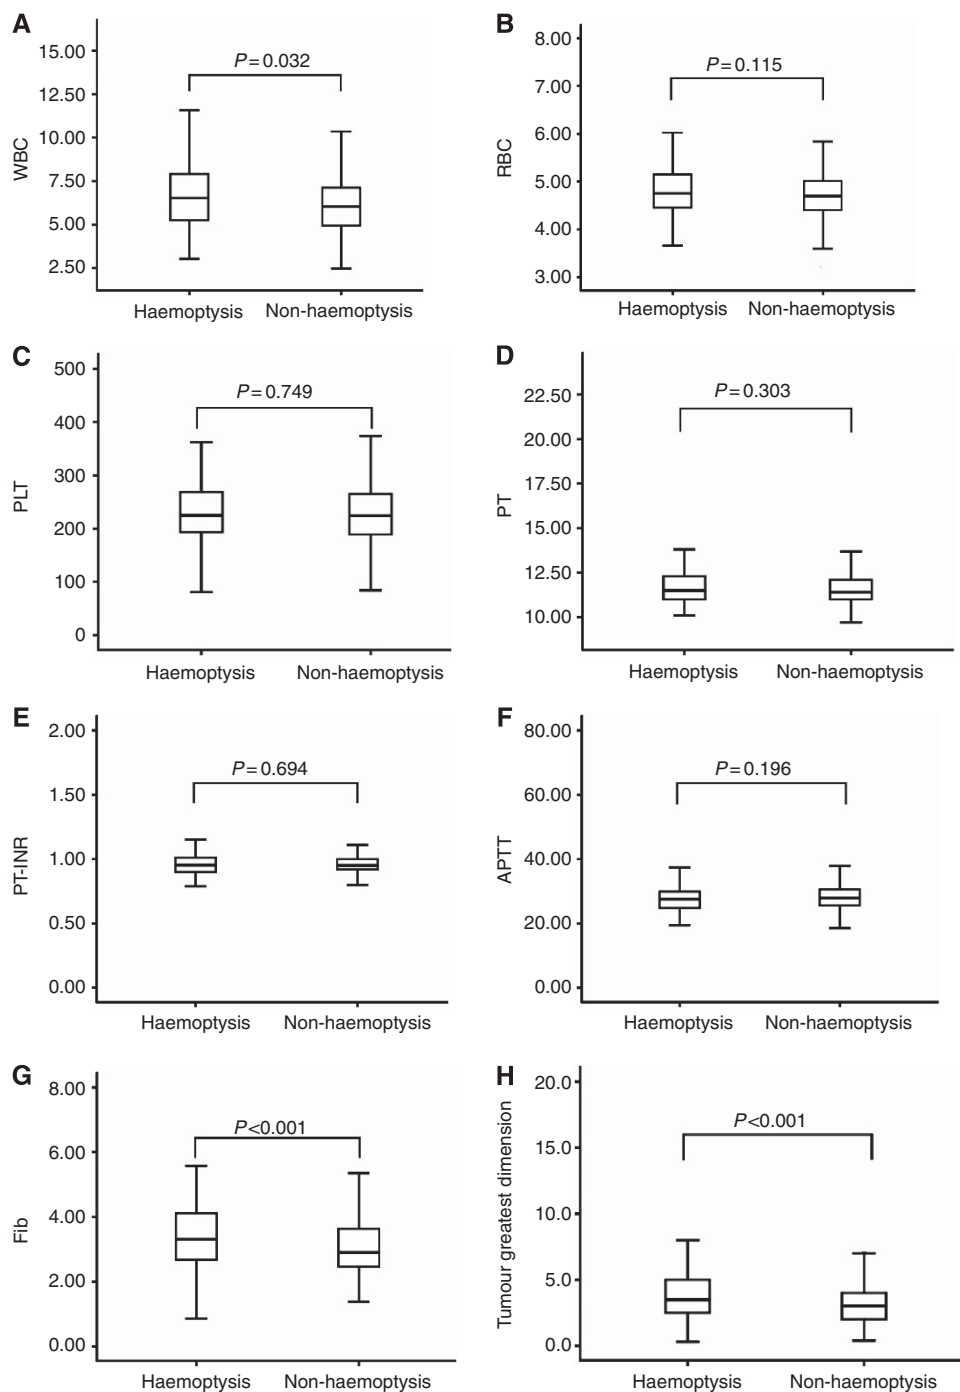 A
WBC
15.00
12.50
10.00
7.50
5.00
2.50
P=0.032
Haemoptysis Non-haemoptysis
B
RBC
8.00
7.00
6.00
5.00
4.00
3.00
P=0.115
Haemoptysis Non-haemoptysis
C
PLT
500
400
300
200
100
0
P=0.749
Haemoptysis Non-haemoptysis
D
PT
22.50
20.00
17.50
15.00
12.50
10.00
P=0.303
Haemoptysis Non-haemoptysis
E
PT-INR
2.00
1.50
1.00
0.50
0.00
P=0.694
Haemoptysis Non-haemoptysis
F
APTT
80.00
60.00
40.00
20.00
0.00
P=0.196
Haemoptysis Non-haemoptysis
G
Fib
8.00
6.00
4.00
2.00
0.00
P<0.001
Haemoptysis Non-haemoptysis
H
Tumour greatest dimension
20.0
15.0
10.0
5.0
0.0
P<0.001
Haemoptysis Non-haemoptysis